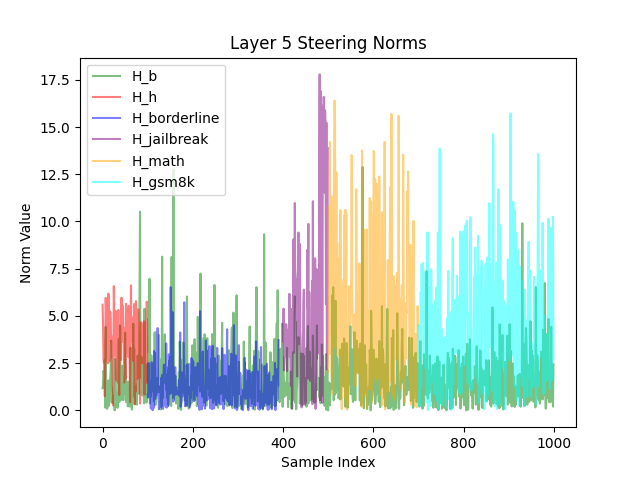 Layer 5 Steering Norms
H_b
H_h
H_borderline
H_jailbreak
H_math
H_gsm8k
Norm Value
17.5
15.0
12.5
10.0
7.5
5.0
2.5
0.0
0
200
400
600
800
1000
Sample Index